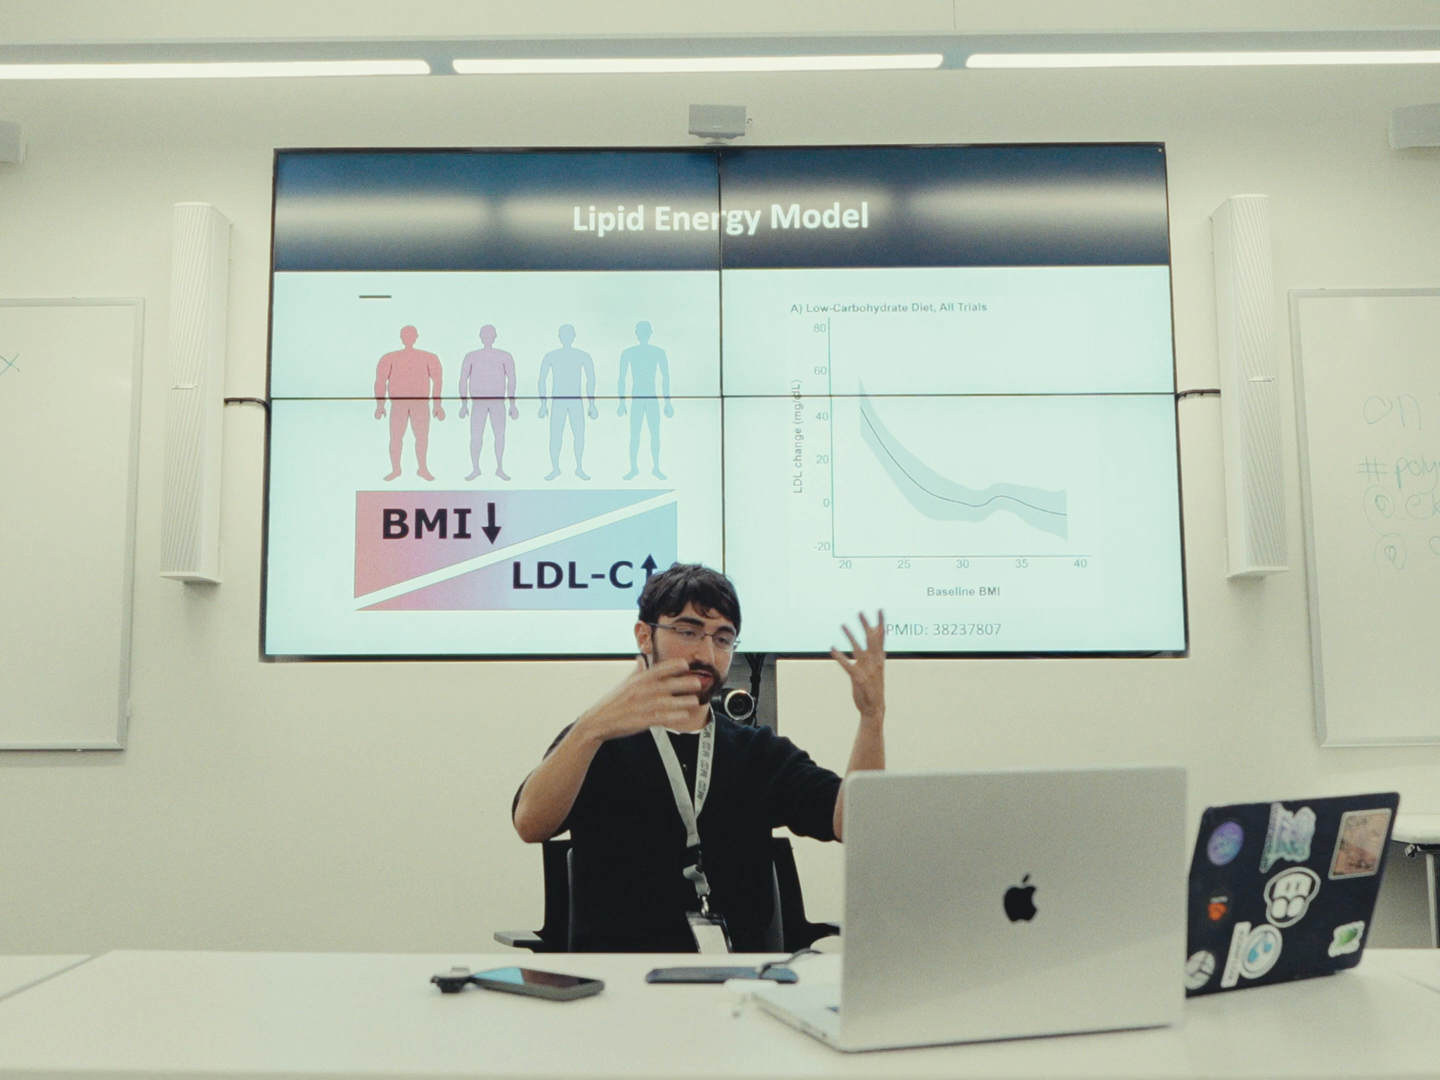 Lipid Energy Model
BMI↓
LDL-C↑
A) Low-Carbohydrate Diet, All Trials
LDL change (mg/dL)
80
60
40
20
0
-20
20 25 30 35 40
Baseline BMI
PMID: 38237807
on